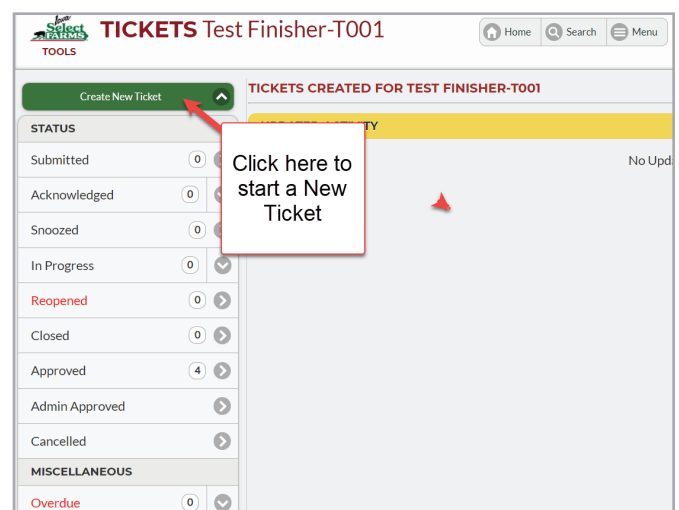 Iowa
Select
FARMS
TOOLS
TICKETS Test Finisher-T001
Home
Search
Menu
Create New Ticket
TICKETS CREATED FOR TEST FINISHER-T001
STATUS
Submitted 0
Acknowledged 0
Snoozed 0
In Progress 0
Reopened 0
Closed 0
Approved 4
Admin Approved
Cancelled
MISCELLANEOUS
Overdue 0
Click here to
start a New
Ticket
No Upd